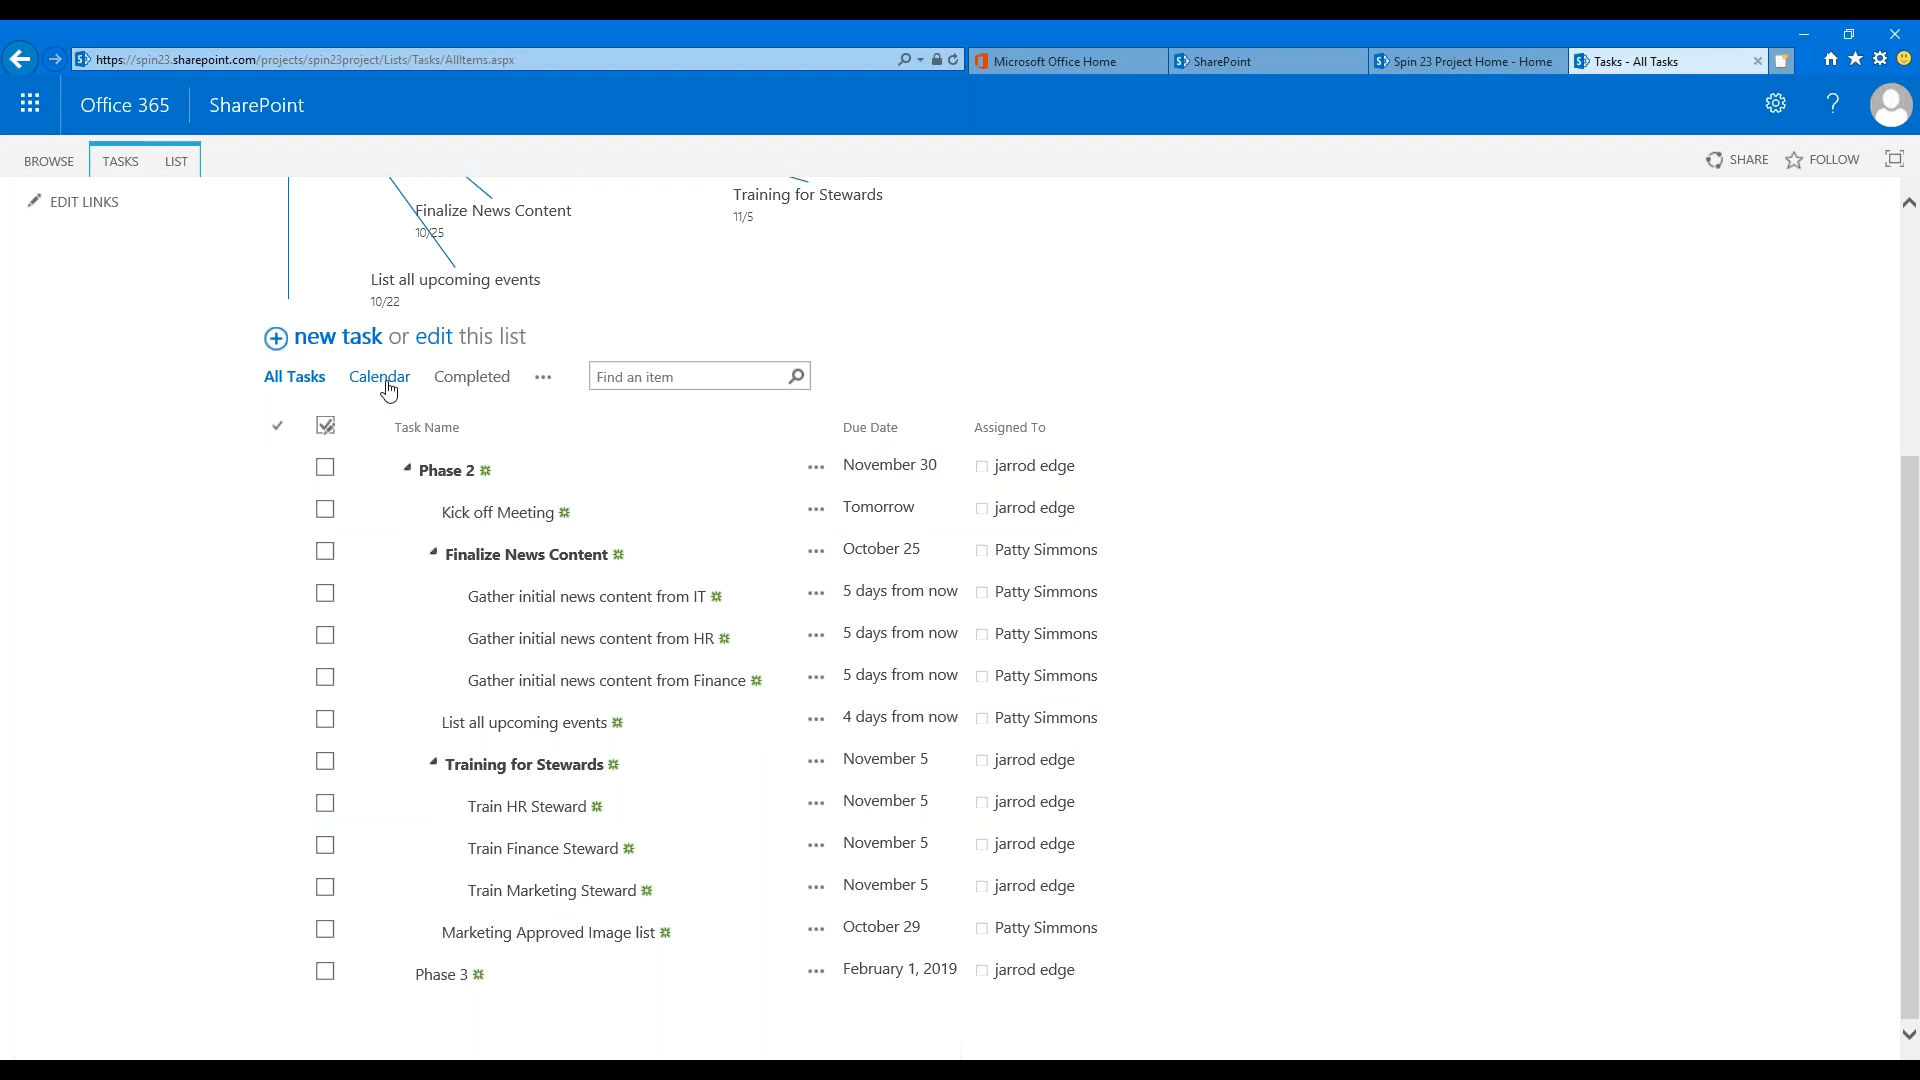 https://spin23.sharepoint.com/projects/spin23project/Lists/Tasks/AllItems.aspx
Microsoft Office Home
SharePoint
Spin 23 Project Home - Home
Tasks - All Tasks
Office 365
SharePoint
?
BROWSE
TASKS
LIST
SHARE
FOLLOW
EDIT LINKS
Training for Stewards
11/5
Finalize News Content
10/25
List all upcoming events
10/22
new task or edit this list
All Tasks
Calendar
Completed
Find an item
Task Name Due Date Assigned To
Phase 2 November 30 jarrod edge
Kick off Meeting Tomorrow jarrod edge
Finalize News Content October 25 Patty Simmons
Gather initial news content from IT 5 days from now Patty Simmons
Gather initial news content from HR 5 days from now Patty Simmons
Gather initial news content from Finance 5 days from now Patty Simmons
List all upcoming events 4 days from now Patty Simmons
Training for Stewards November 5 jarrod edge
Train HR Steward November 5 jarrod edge
Train Finance Steward November 5 jarrod edge
Train Marketing Steward November 5 jarrod edge
Marketing Approved Image list October 29 Patty Simmons
Phase 3 February 1, 2019 jarrod edge